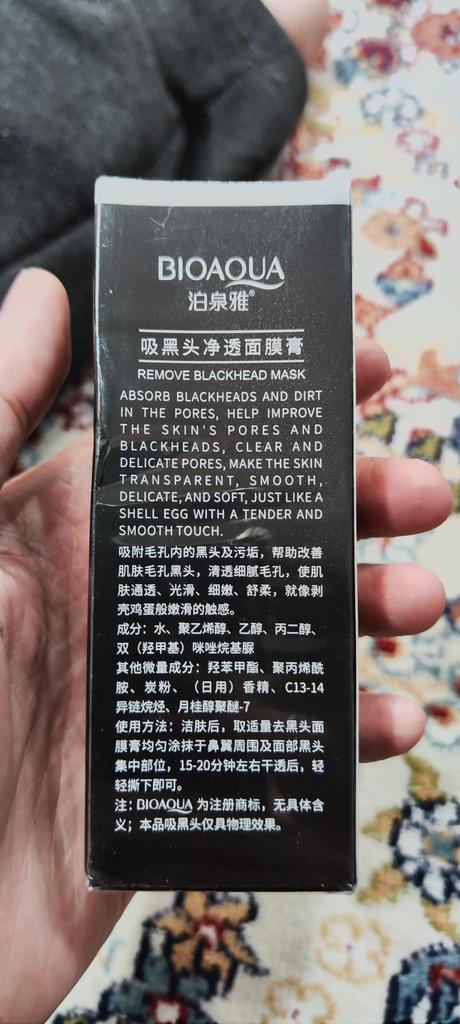 BIOAQUA
泊泉雅®
吸黑头净透面膜膏
REMOVE BLACKHEAD MASK
ABSORB BLACKHEADS AND DIRT
IN THE PORES, HELP IMPROVE
THE SKIN'S PORES AND
BLACKHEADS, CLEAR AND
DELICATE PORES, MAKE THE SKIN
TRANSPARENT, SMOOTH,
DELICATE, AND SOFT, JUST LIKE A
SHELL EGG WITH A TENDER AND
SMOOTH TOUCH.
吸附毛孔内的黑头及污垢，帮助改善
肌肤毛孔黑头，清透细腻毛孔，使肌
肤通透、光滑、细嫩、舒柔，就像剥
壳鸡蛋般嫩滑的触感。
成分：水、聚乙烯醇、乙醇、丙二醇、
双（羟甲基）咪唑烷基脲
其他微量成分：羟苯甲酯、聚丙烯酰
胺、炭粉、（日用）香精、C13-14
异链烷烃、月桂醇聚醚-7
使用方法：洁肤后，取适量去黑头面
膜膏均匀涂抹于鼻翼周围及面部黑头
集中部位，15-20分钟左右干透后，轻
轻撕下即可。
注：BIOAQUA 为注册商标，无具体含
义；本品吸黑头仅具物理效果。